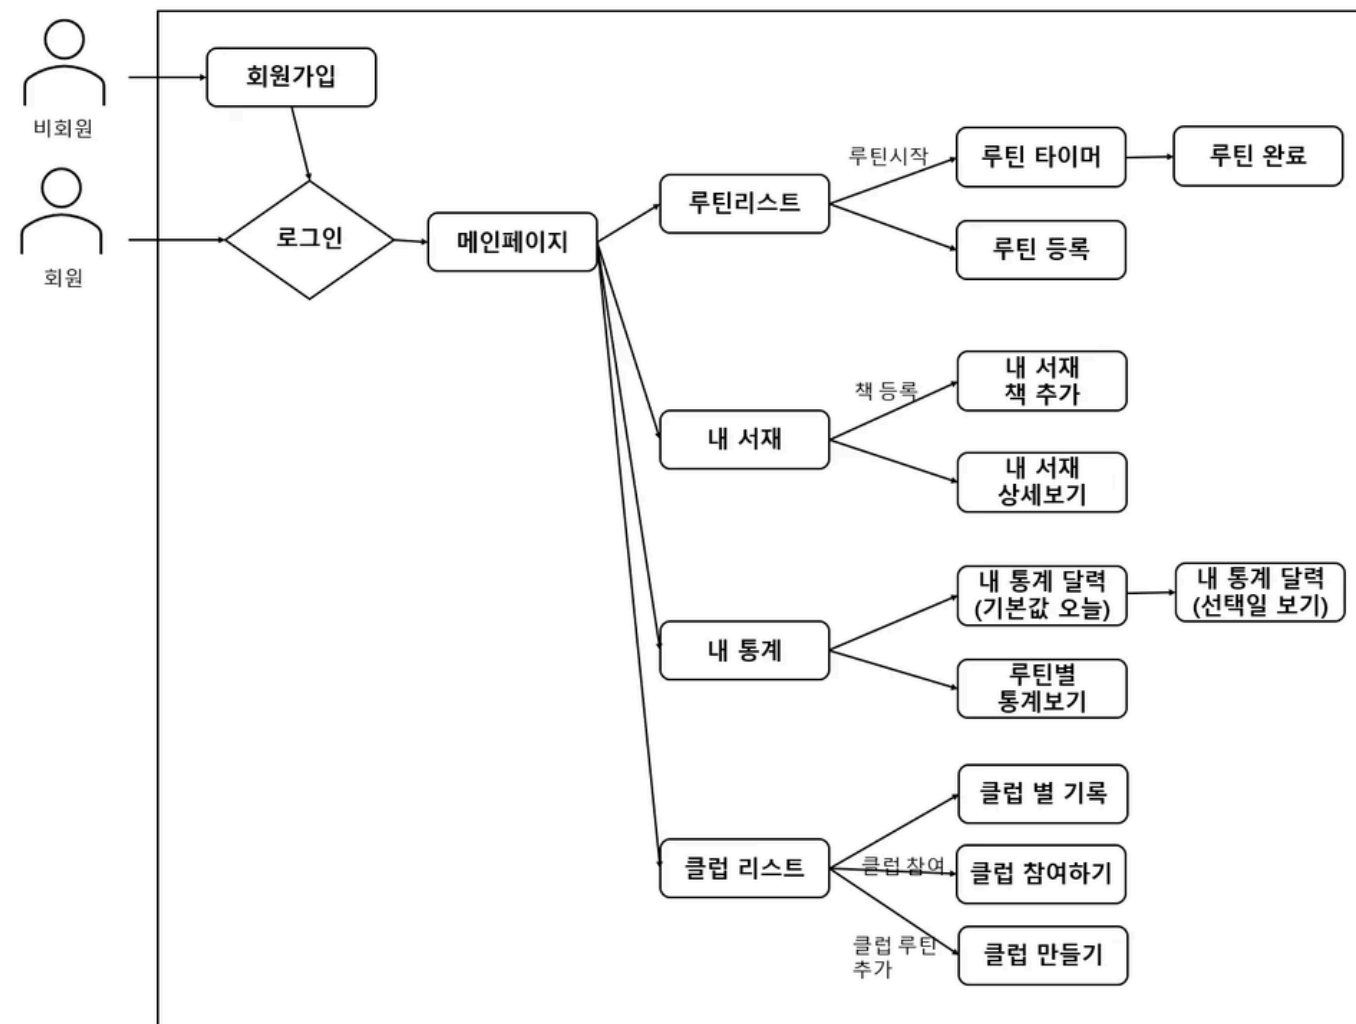 비회원
회원
회원가입
로그인
메인페이지
루틴리스트
루틴시작
루틴 타이머
루틴 완료
루틴 등록
내 서재
책 등록
내 서재
책 추가
내 서재
상세보기
내 통계
내 통계 달력
(기본값 오늘)
내 통계 달력
(선택일 보기)
루틴별
통계보기
클럽 리스트
클럽 별 기록
클럽 참여
클럽 참여하기
클럽 루틴
추가
클럽 만들기